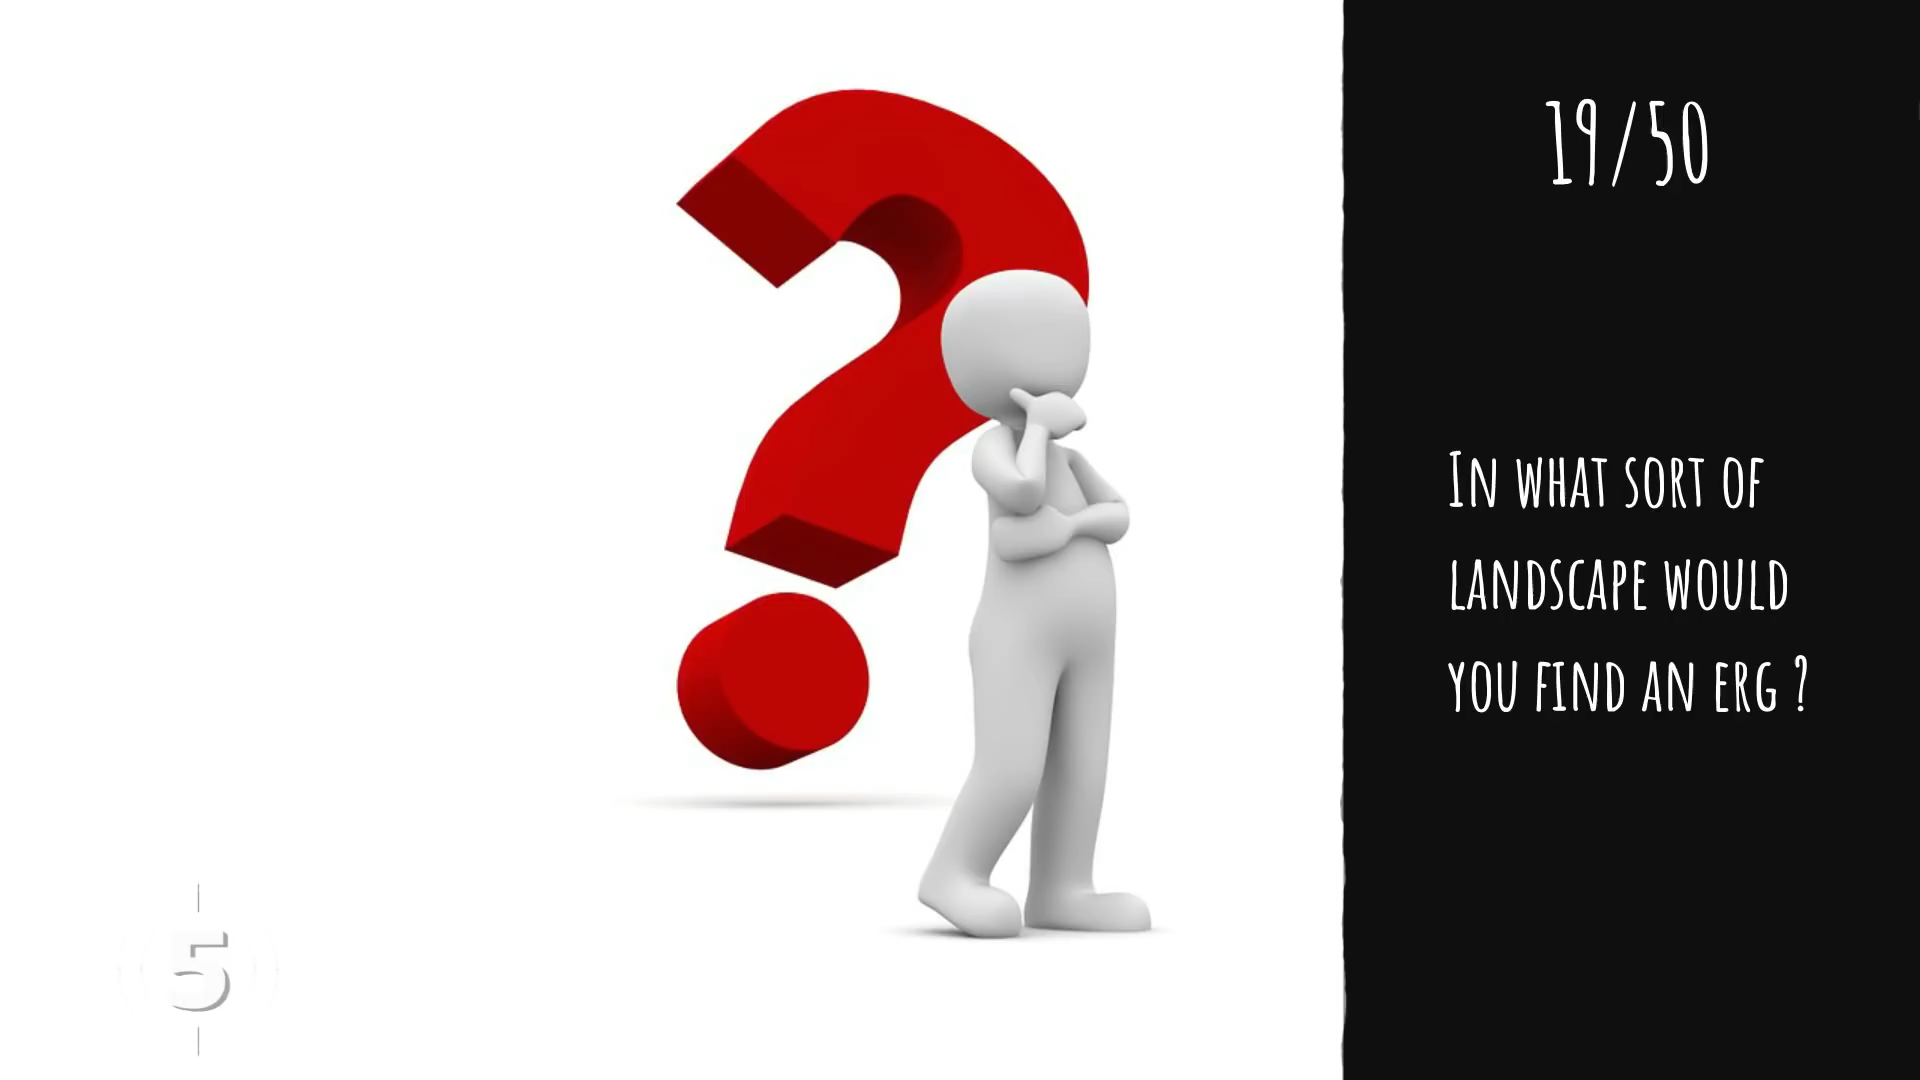 19/50
In what sort of
landscape would
you find an erg ?
5